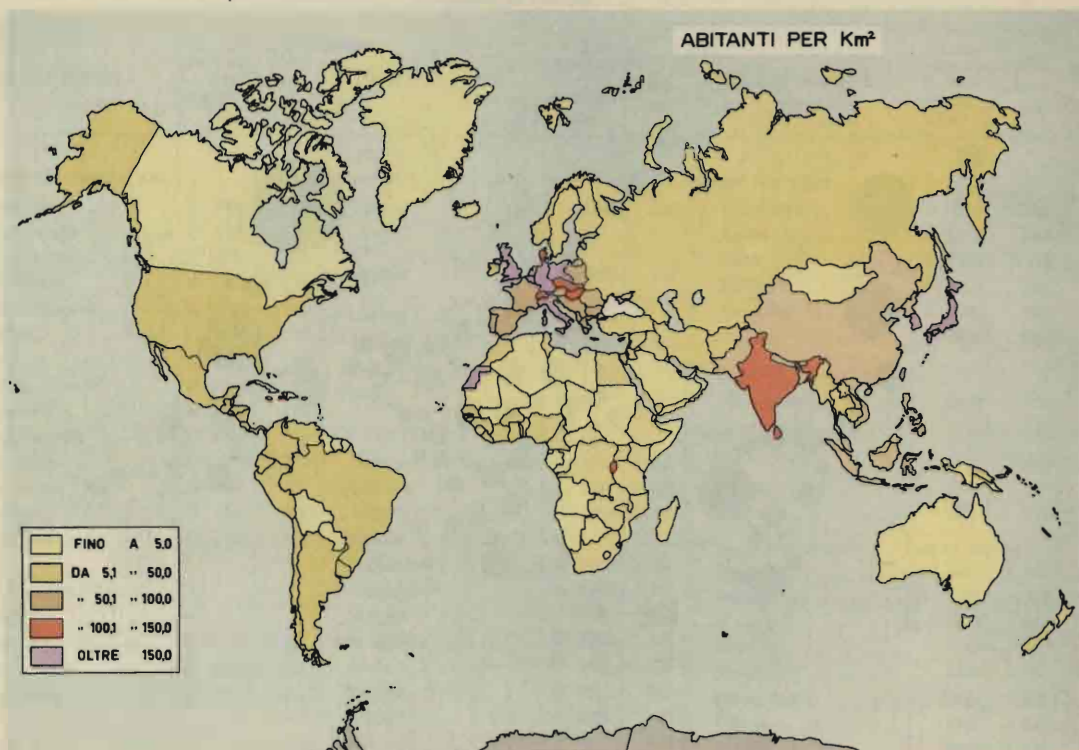 ABITANTI PER Km²
FINO A 5.0
DA 5,1 " 50,0
" 50,1 " 100,0
" 100,1 " 150,0
OLTRE 150,0